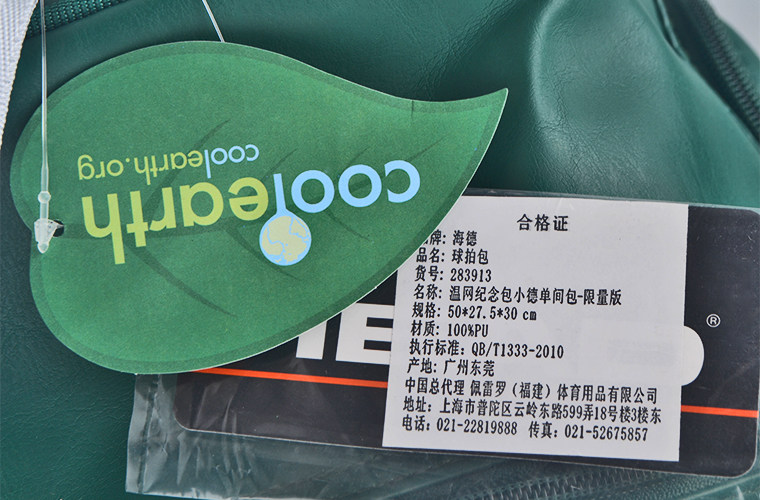 coolearth
coolearth.org
合格证
牌: 海德
品名: 球拍包
货号: 283913
名称: 温网纪念包小德单间包-限量版
规格: 50*27.5*30 cm
材质: 100%PU
执行标准: QB/T1333-2010
产地: 广州东莞
中国总代理 佩雷罗（福建）体育用品有限公司
地址: 上海市普陀区云岭东路599弄18号楼3楼东
电话: 021-22819888 传真: 021-52675857
®